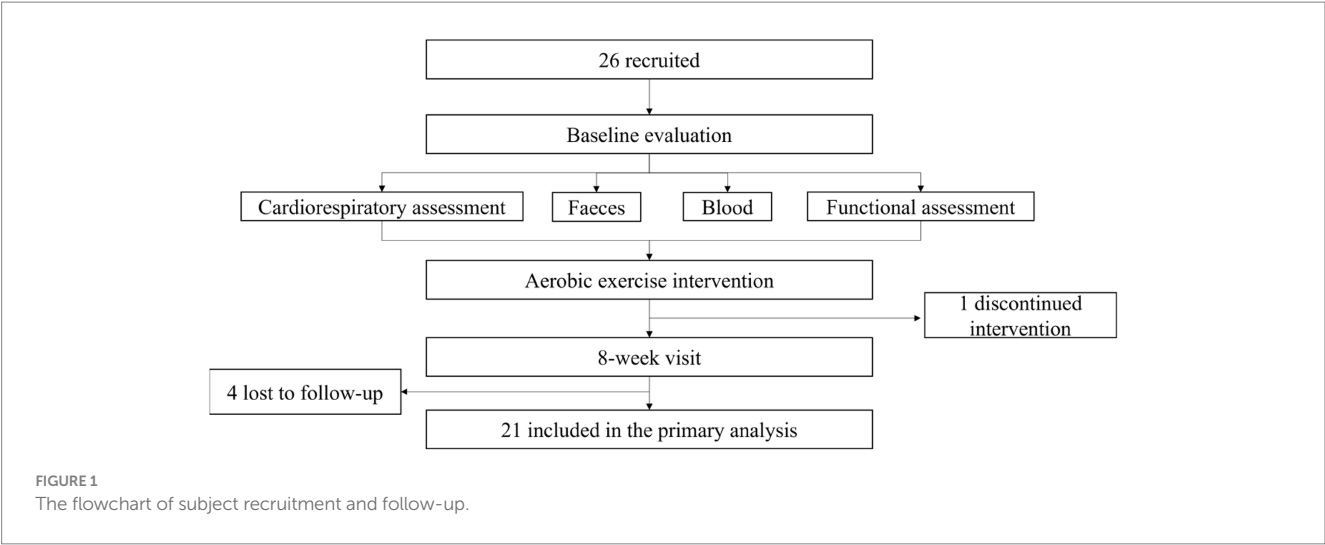 26 recruited
Baseline evaluation
Cardiorespiratory assessment
Faeces
Blood
Functional assessment
Aerobic exercise intervention
1 discontinued
intervention
8-week visit
4 lost to follow-up
21 included in the primary analysis
FIGURE 1
The flowchart of subject recruitment and follow-up.